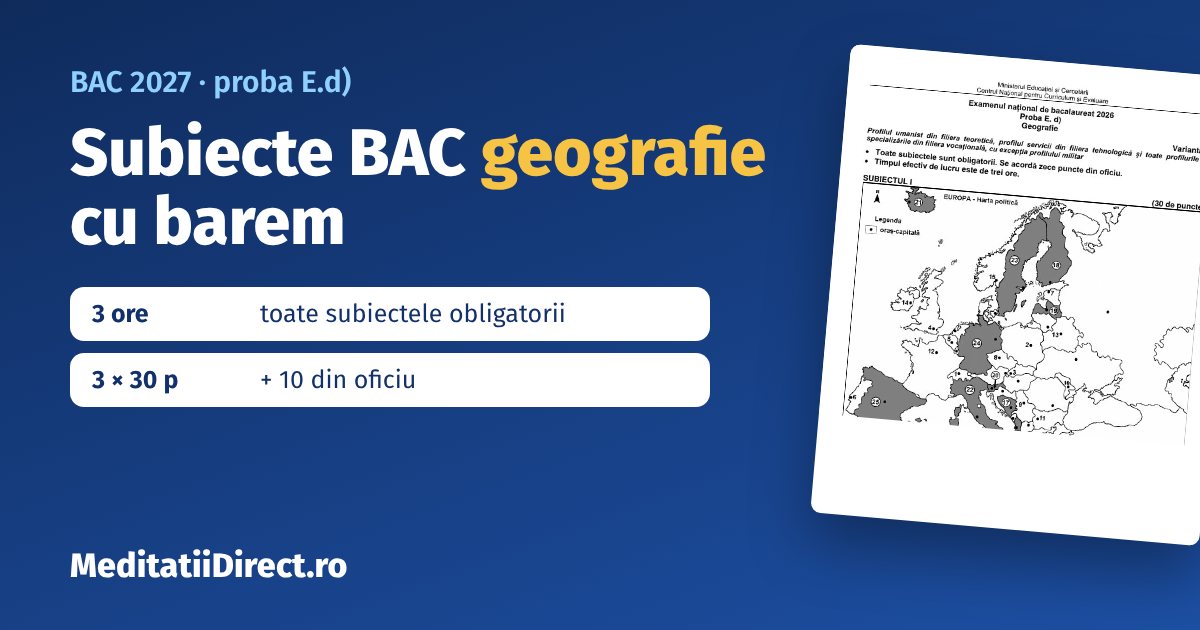 BAC 2027 · proba E.d)
Subiecte BAC geografie
cu barem
3 ore toate subiectele obligatorii
3 × 30 p + 10 din oficiu
MeditatiiDirect.ro
Ministerul Educației și Cercetării
Centrul Național pentru Curriculum și Evaluare
Examenul național de bacalaureat 2026
Proba E. d)
Geografie
Profilul umanist din filiera teoretică, profilul servicii din filiera tehnologică și toate profilurile
specializările din filiera vocațională, cu excepția profilului militar
• Toate subiectele sunt obligatorii. Se acordă zece puncte din oficiu.
• Timpul efectiv de lucru este de trei ore.
SUBIECTUL I
(30 de puncte
N
EUROPA - Harta politică
Legenda
oraș-capitală